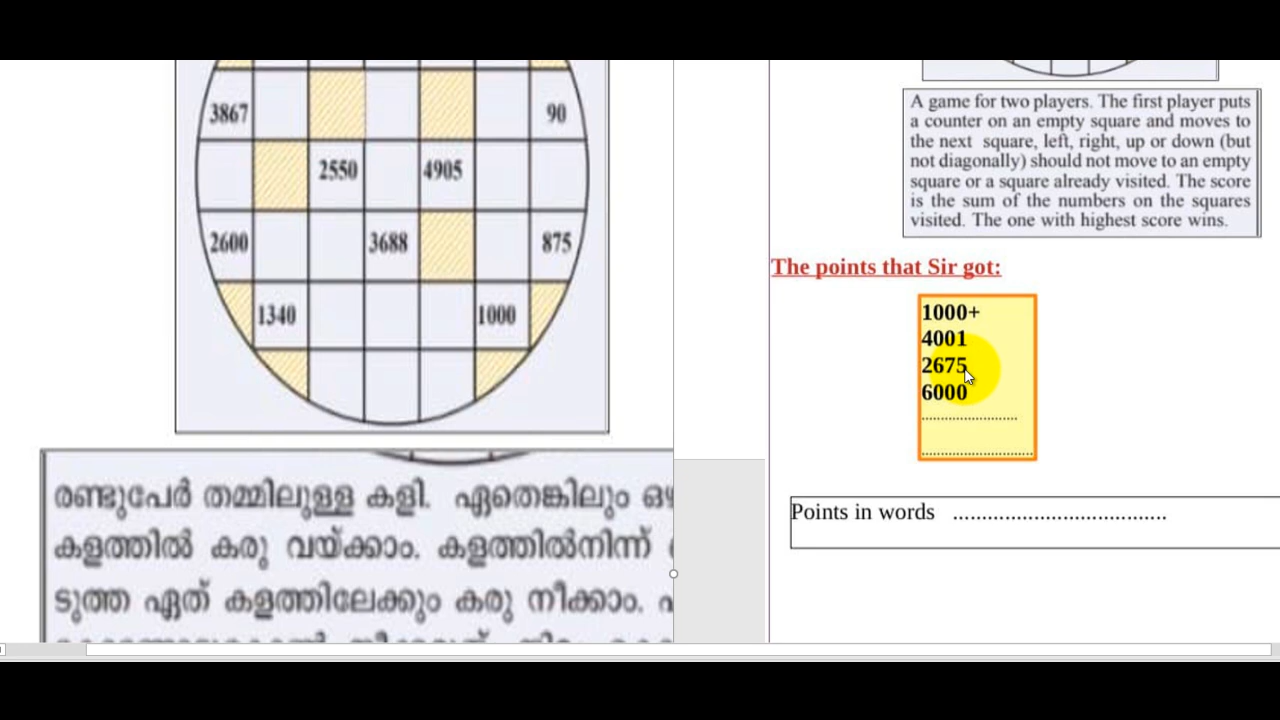 3867 90
2550 4905
2600 3688 875
1340 1000
രണ്ടുപേർ തമ്മിലുള്ള കളി. ഏതെങ്കിലും
കളത്തിൽ കരു വയ്ക്കാം. കളത്തിൽനിന്ന്
ടുത്ത ഏത് കളത്തിലേക്കും കരു നീക്കാം.
A game for two players. The first player puts
a counter on an empty square and moves to
the next square, left, right, up or down (but
not diagonally) should not move to an empty
square or a square already visited. The score
is the sum of the numbers on the squares
visited. The one with highest score wins.
The points that Sir got:
1000+
4001
2675
6000
Points in words .....................................